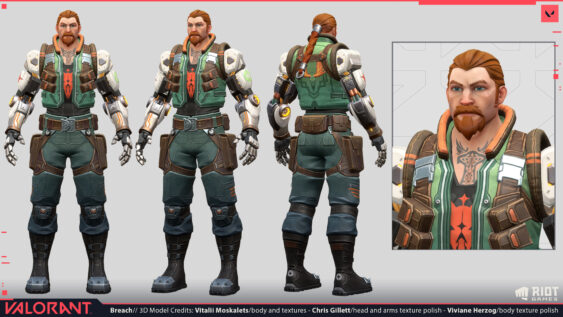 VALORANT
Breach// 3D Model Credits: Vitalii Moskalets/body and textures - Chris Gillett/head and arms texture polish - Viviane Herzog/body texture polish
RIOT
GAMES